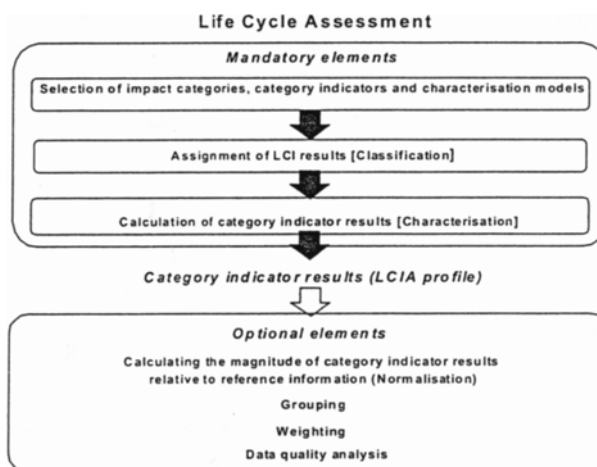 Life Cycle Assessment
Mandatory elements
Selection of impact categories, category indicators and characterisation models
Assignment of LCI results [Classification]
Calculation of category indicator results [Characterisation]
Category indicator results (LCIA profile)
Optional elements
Calculating the magnitude of category indicator results
relative to reference information (Normalisation)
Grouping
Weighting
Data quality analysis